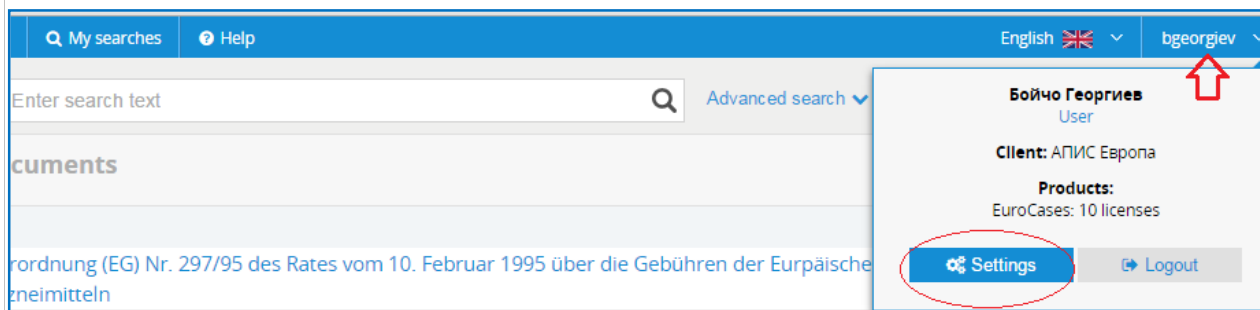 My searches Help English bgeorgiev
Enter search text Advanced search
Бойчо Георгиев
User
Client: АПИС Европа
Products:
EuroCases: 10 licenses
Settings Logout
cuments
rordnung (EG) Nr. 297/95 des Rates vom 10. Februar 1995 über die Gebühren der Eurpäische
zneimitteln